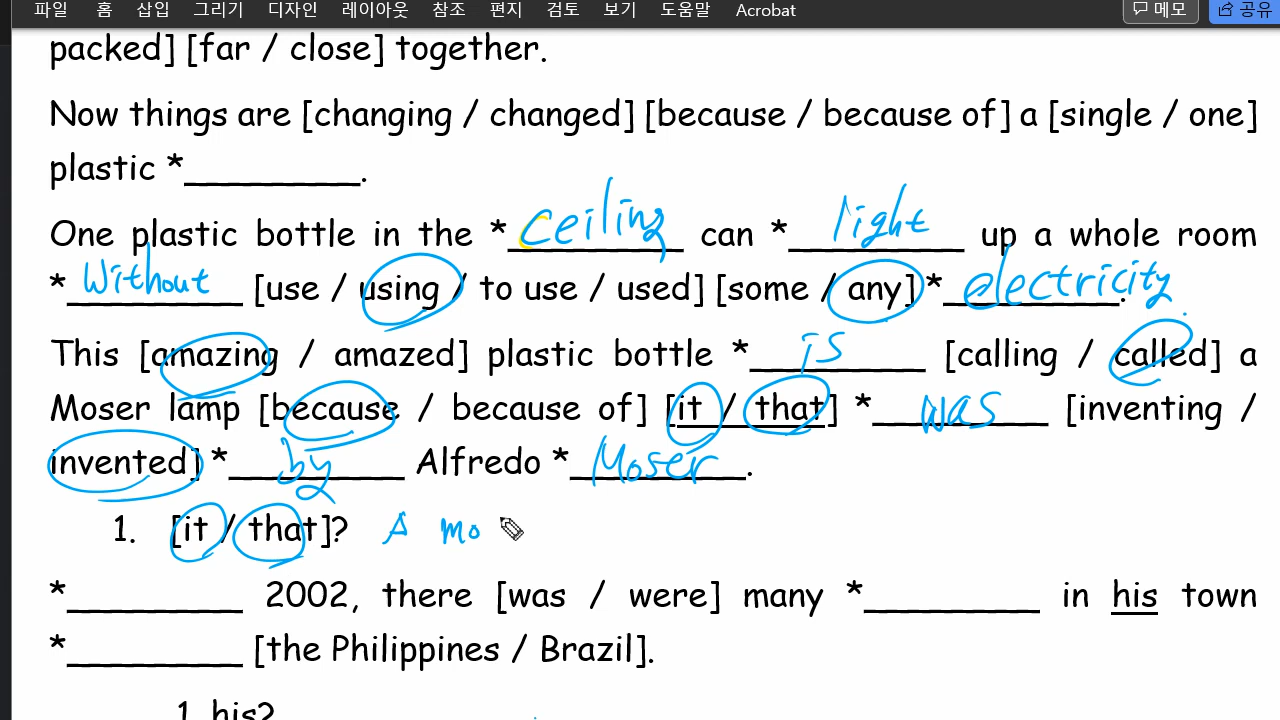 파일 홈 삽입 그리기 디자인 레이아웃 참조 편지 검토 보기 도움말 Acrobat 메모 공유
packed] [far / close] together.
Now things are [changing / changed] [because / because of] a [single / one]
plastic *________.
One plastic bottle in the *ceiling can *light up a whole room
*Without [use / using / to use / used] [some / any] *electricity.
This [amazing / amazed] plastic bottle *is [calling / called] a
Moser lamp [because / because of] [it / that] *was [inventing /
invented] *by Alfredo *Moser.
1. [it / that]? A mo
*________ 2002, there [was / were] many *________ in his town
*________ [the Philippines / Brazil].
1. his?